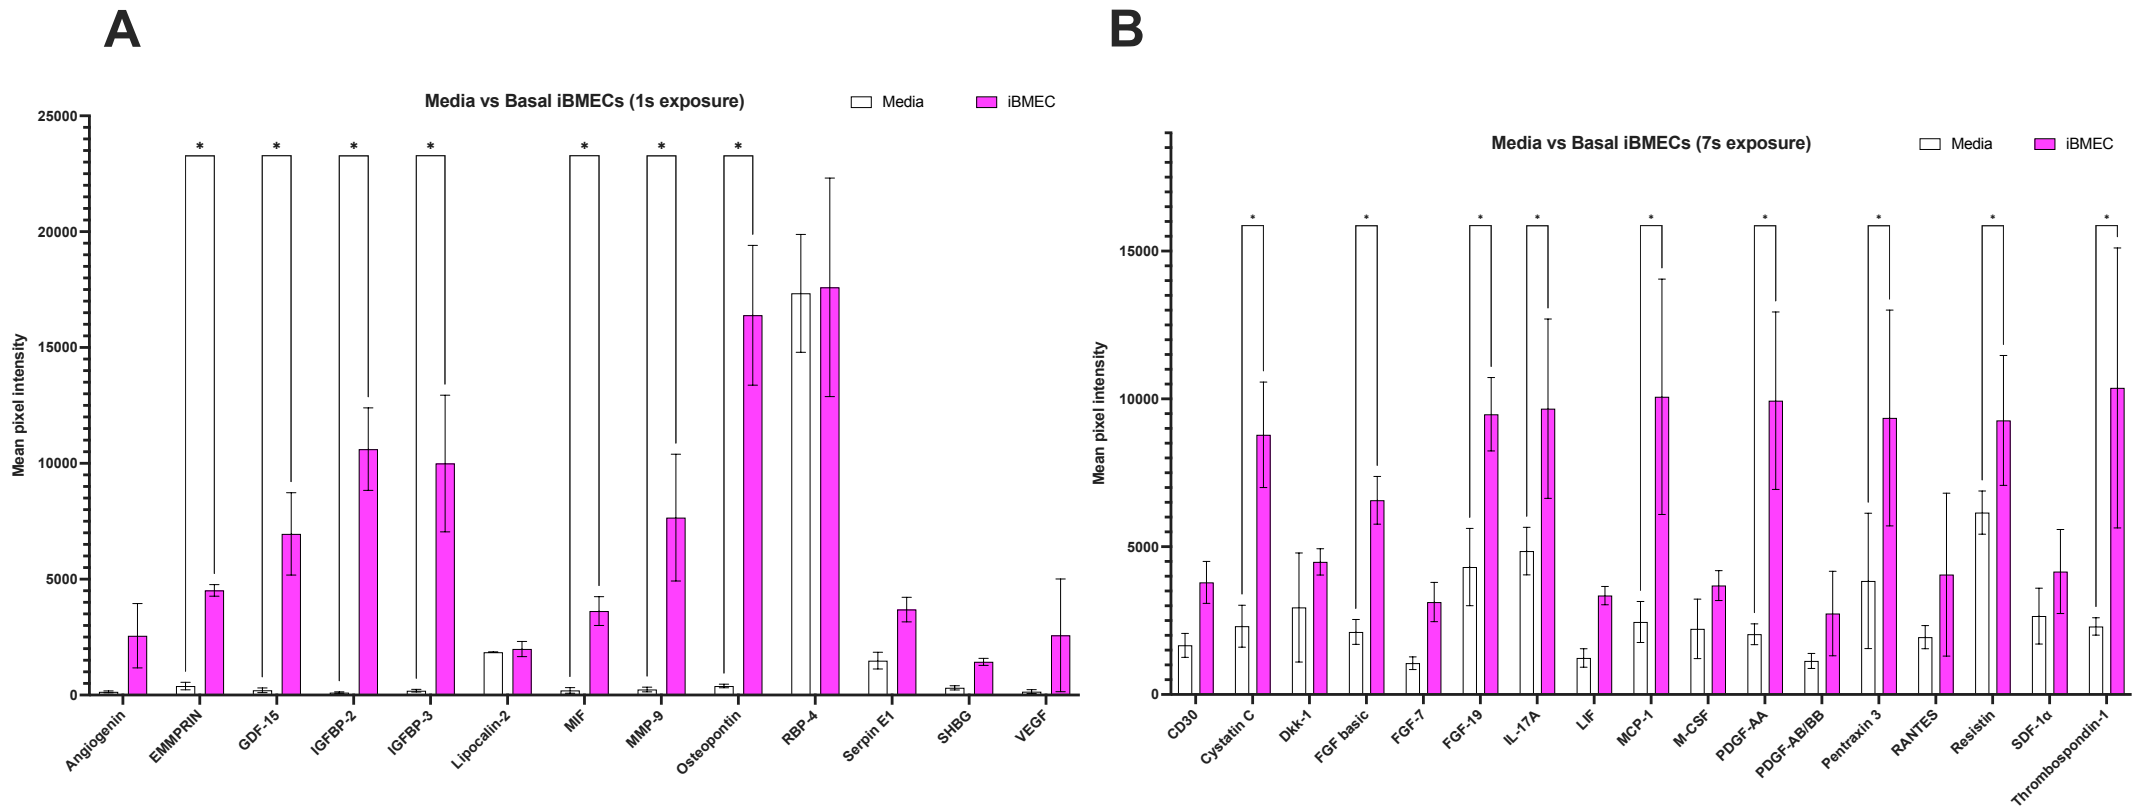 A
B
Media vs Basal iBMECs (1s exposure)
Media
iBMEC
Mean pixel intensity
25000
20000
15000
10000
5000
0
* * * * * * *
Angiogenin
EMMPRIN
GDF-15
IGFBP-2
IGFBP-3
Lipocalin-2
MIF
MMP-9
Osteopontin
RBP-4
Serpin E1
SHBG
VEGF
Media vs Basal iBMECs (7s exposure)
Media
iBMEC
Mean pixel intensity
15000
10000
5000
0
* * * * * * * * *
CD30
Cystatin C
Dkk-1
FGF basic
FGF-7
FGF-19
IL-17A
LIF
MCP-1
M-CSF
PDGF-AA
PDGF-AB/BB
Pentraxin 3
RANTES
Resistin
SDF-1α
Thrombospondin-1